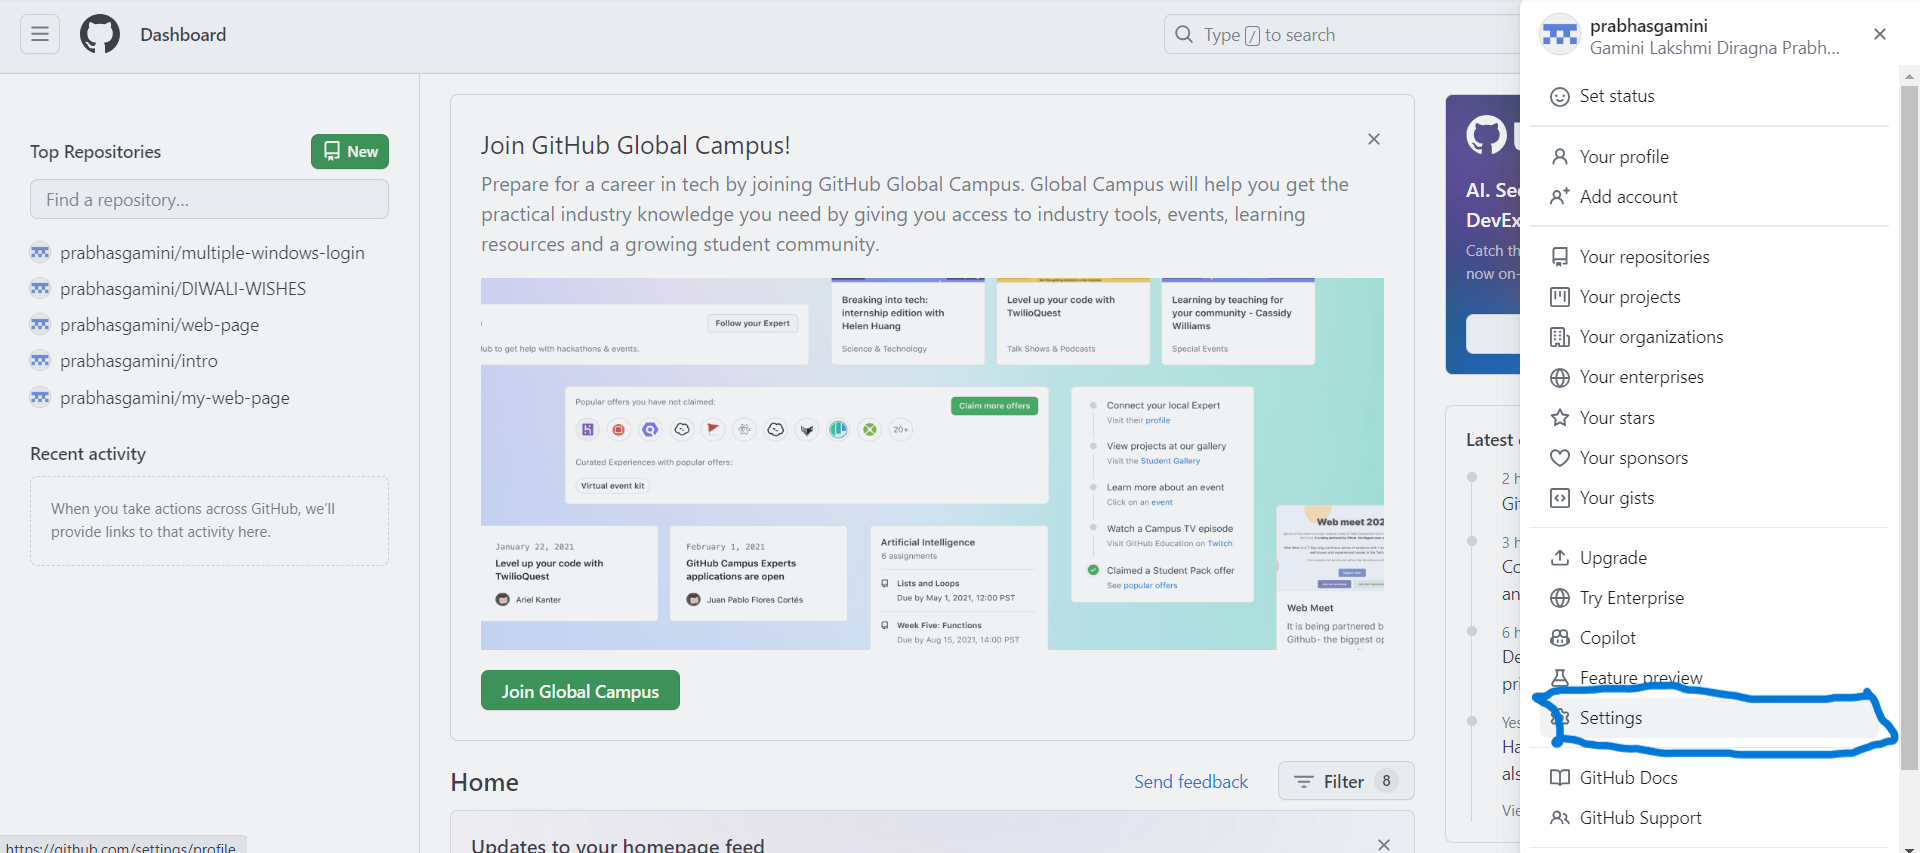 Dashboard
Type / to search
prabhasgamini
Gamini Lakshmi Diragna Prabh...
Top Repositories
New
Find a repository...
prabhasgamini/multiple-windows-login
prabhasgamini/DIWALI-WISHES
prabhasgamini/web-page
prabhasgamini/intro
prabhasgamini/my-web-page
Recent activity
When you take actions across GitHub, we'll
provide links to that activity here.
https://github.com/settings/profile
Join GitHub Global Campus!
Prepare for a career in tech by joining GitHub Global Campus. Global Campus will help you get the
practical industry knowledge you need by giving you access to industry tools, events, learning
resources and a growing student community.
Follow your Expert
to get help with hackathons & events.
Breaking into tech:
internship edition with
Helen Huang
Science & Technology
Level up your code with
TwilioQuest
Talk Shows & Podcasts
Learning by teaching for
your community - Cassidy
Williams
Special Events
Popular offers you have not claimed:
Claim more offers
20+
Curated Experiences with popular offers:
Virtual event kit
Connect your local Expert
Visit their profile
View projects at our gallery
Visit the Student Gallery
Learn more about an event
Click on an event
Watch a Campus TV episode
Visit GitHub Education on Twitch
Claimed a Student Pack offer
See popular offers
January 22, 2021
Level up your code with
TwilioQuest
Ariel Kanter
February 1, 2021
GitHub Campus Experts
applications are open
Juan Pablo Flores Cortés
Artificial Intelligence
6 assignments
Lists and Loops
Due by May 1, 2021, 12:00 PST
Week Five: Functions
Due by Aug 15, 2021, 14:00 PST
Web meet 202
Web Meet
It is being partnered b
Github- the biggest op
Join Global Campus
Home
Send feedback
Filter 8
Updates to your homepage feed
AI. Sec
DevEx
Catch th
now on-
Latest
2 h
Git
3 h
Co
an
6 h
De
pri
Yes
Ha
als
Vie
Set status
Your profile
Add account
Your repositories
Your projects
Your organizations
Your enterprises
Your stars
Your sponsors
Your gists
Upgrade
Try Enterprise
Copilot
Feature preview
Settings
GitHub Docs
GitHub Support